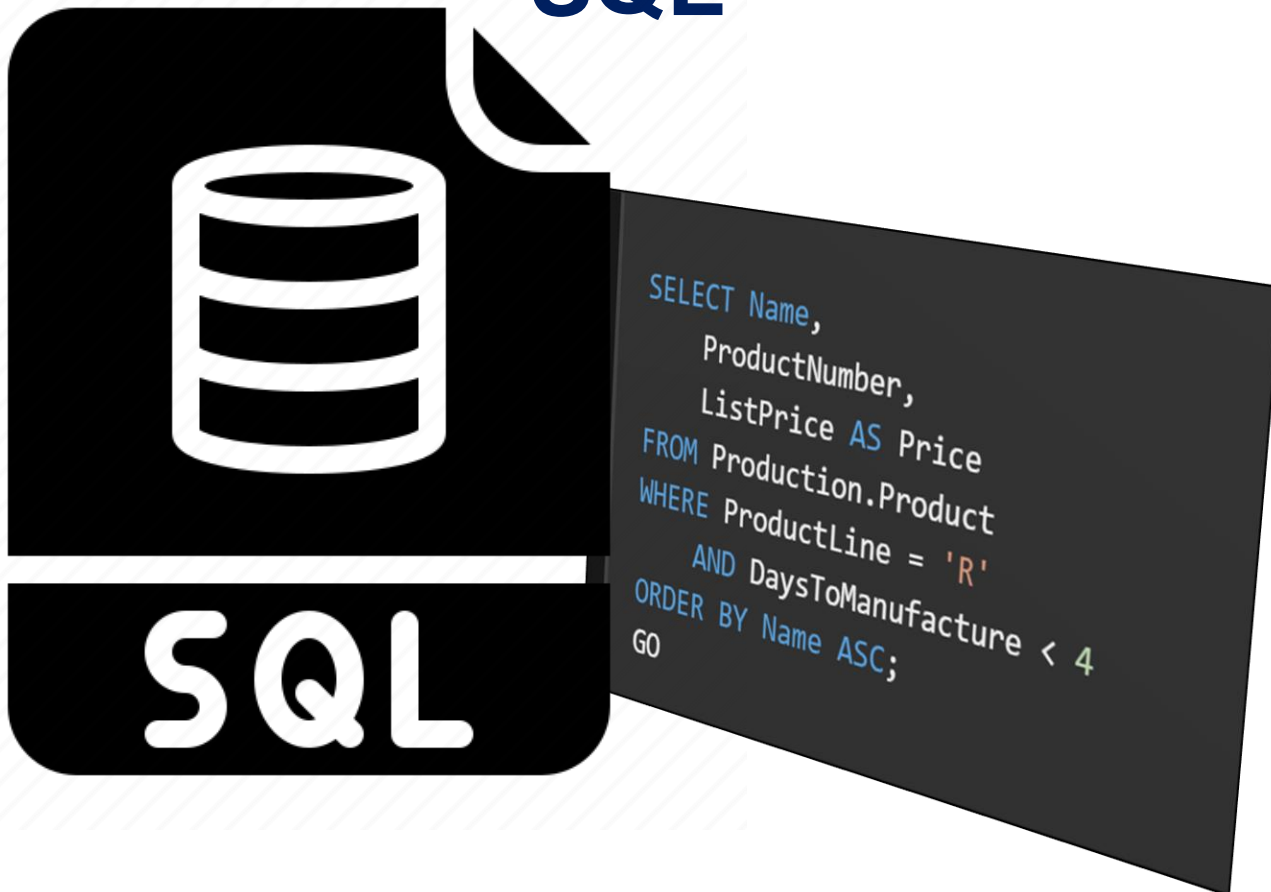 SQL
SELECT Name,
ProductNumber,
ListPrice AS Price
FROM Production.Product
WHERE ProductLine = 'R'
AND DaysToManufacture < 4
ORDER BY Name ASC;
GO
SQL